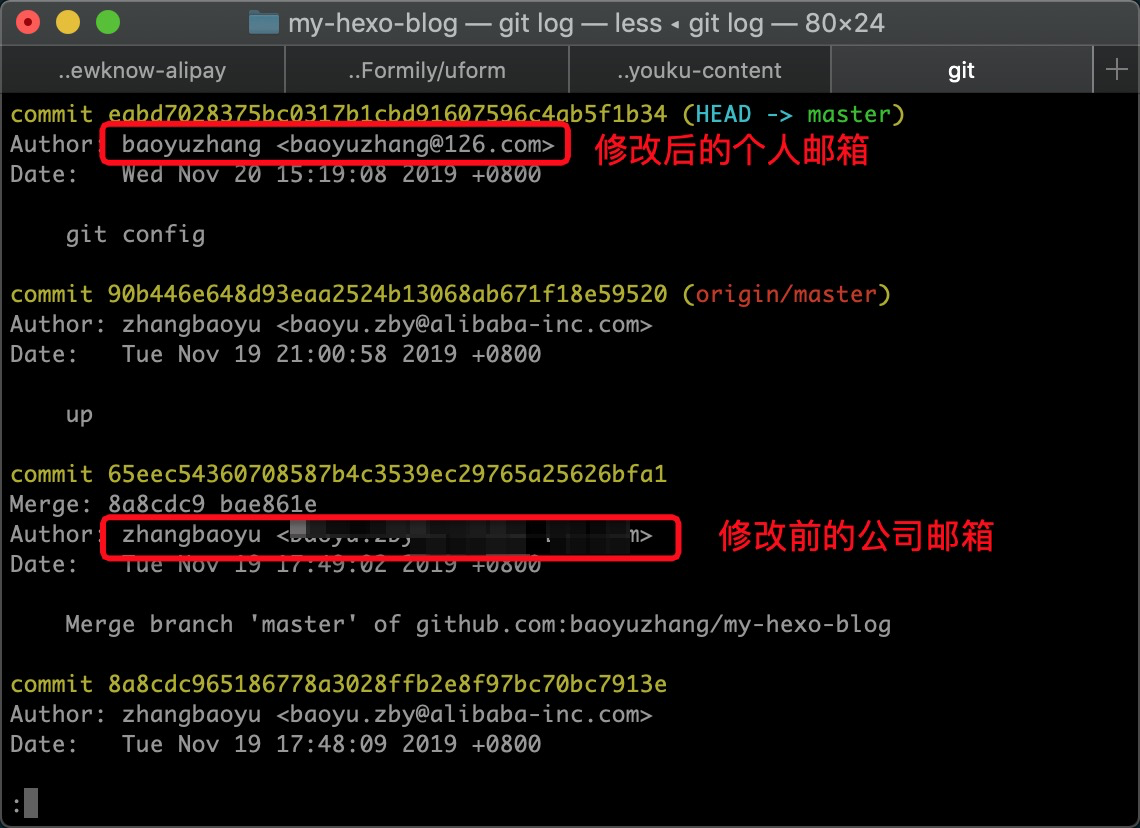 my-hexo-blog — git log — less ◂ git log — 80×24
..ewknow-alipay ..Formily/uform ..youku-content git
commit eabd7028375bc0317b1cbd91607596c4ab5f1b34 (HEAD -> master)
Author: baoyuzhang <baoyuzhang@126.com> 修改后的个人邮箱
Date: Wed Nov 20 15:19:08 2019 +0800
git config
commit 90b446e648d93eaa2524b13068ab671f18e59520 (origin/master)
Author: zhangbaoyu <baoyu.zby@alibaba-inc.com>
Date: Tue Nov 19 21:00:58 2019 +0800
up
commit 65eec54360708587b4c3539ec29765a25626bfa1
Merge: 8a8cdc9 bae861e
Author: zhangbaoyu < > 修改前的公司邮箱
Date: Tue Nov 19 17:49:02 2019 +0800
Merge branch 'master' of github.com:baoyuzhang/my-hexo-blog
commit 8a8cdc965186778a3028ffb2e8f97bc70bc7913e
Author: zhangbaoyu <baoyu.zby@alibaba-inc.com>
Date: Tue Nov 19 17:48:09 2019 +0800
: